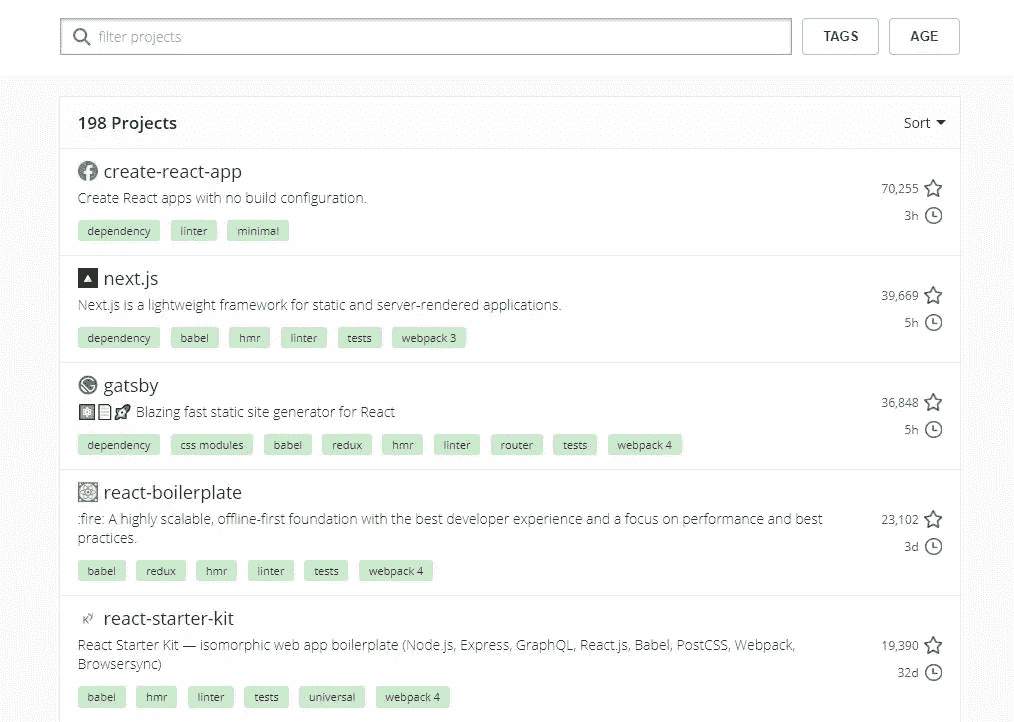 filter projects
TAGS
AGE
198 Projects
Sort
create-react-app
Create React apps with no build configuration.
70,255
3h
dependency linter minimal
next.js
Next.js is a lightweight framework for static and server-rendered applications.
39,669
5h
dependency babel hmr linter tests webpack 3
gatsby
Blazing fast static site generator for React
36,848
5h
dependency css modules babel redux hmr linter router tests webpack 4
react-boilerplate
:fire: A highly scalable, offline-first foundation with the best developer experience and a focus on performance and best
practices.
23,102
3d
babel redux hmr linter tests webpack 4
react-starter-kit
React Starter Kit — isomorphic web app boilerplate (Node.js, Express, GraphQL, React.js, Babel, PostCSS, Webpack,
Browsersync)
19,390
32d
babel hmr linter tests universal webpack 4